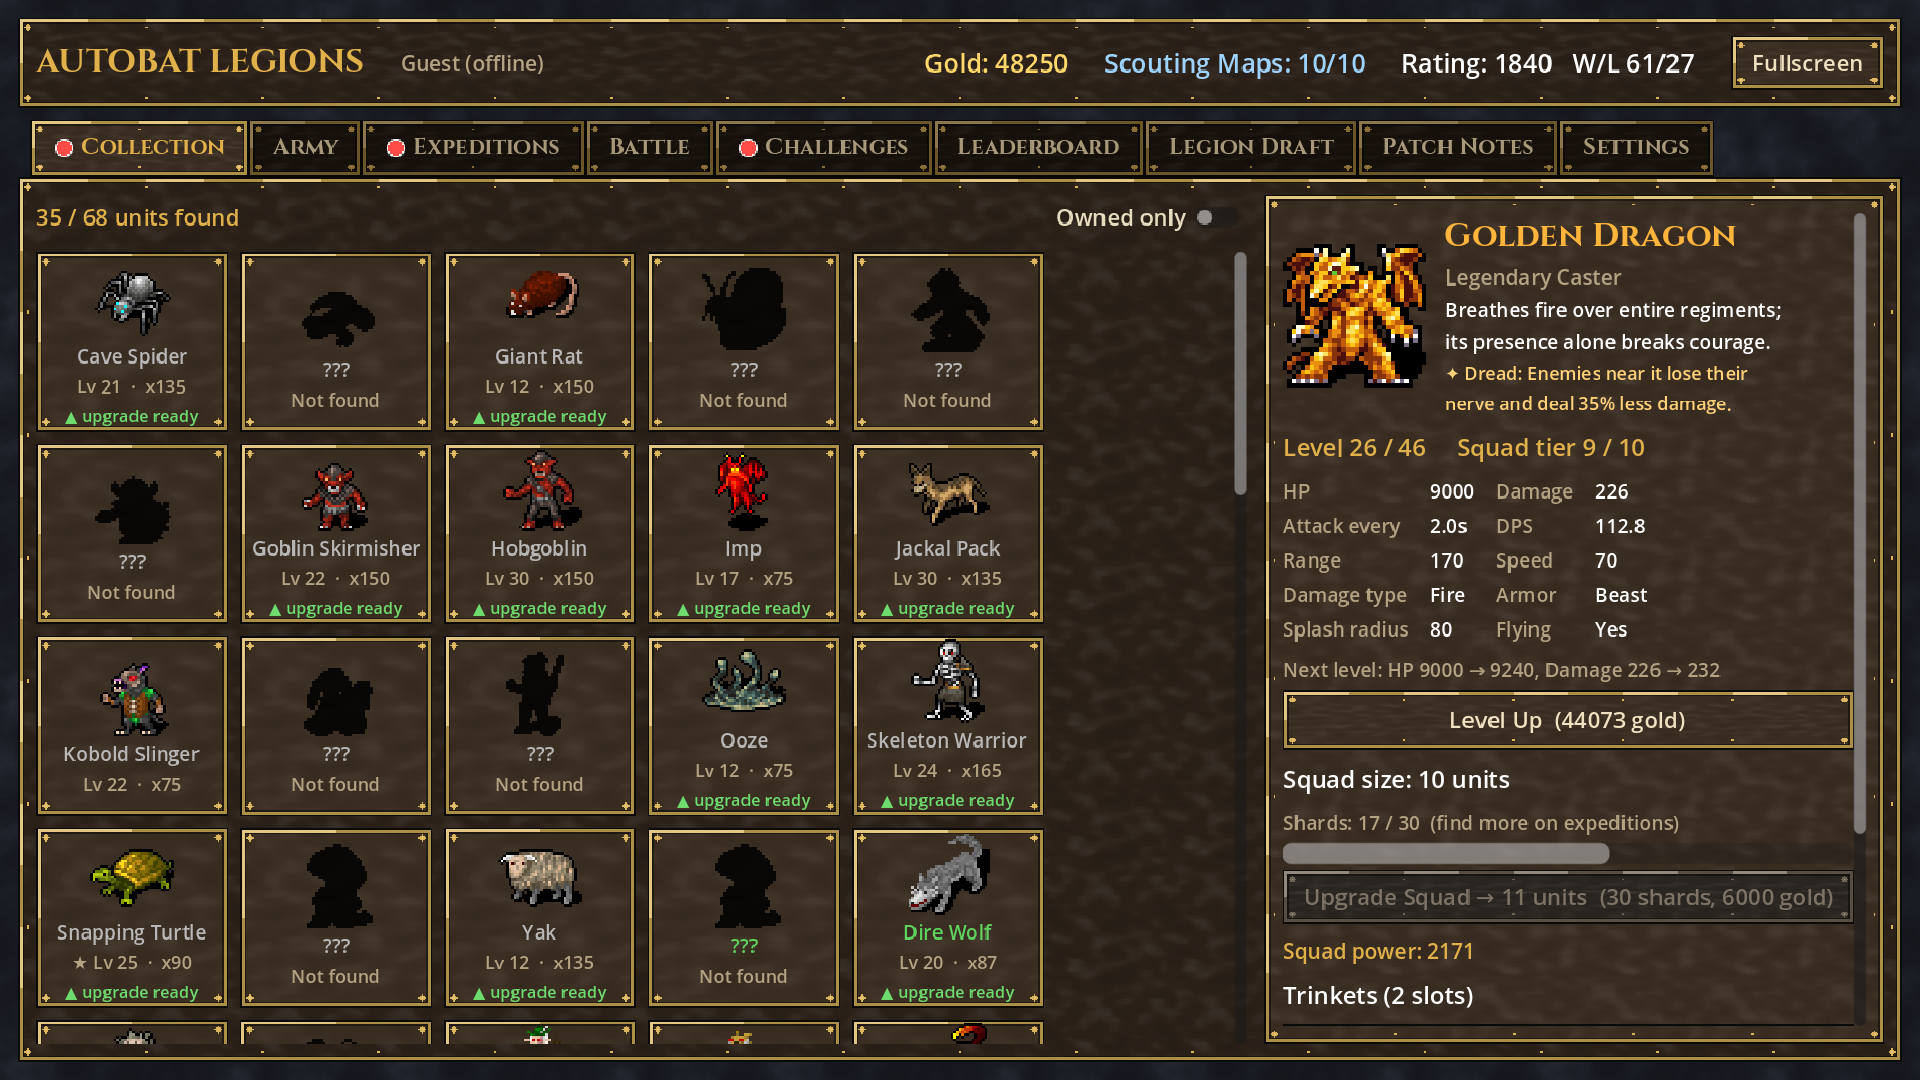 AUTOBAT LEGIONS
Guest (offline)
Gold: 48250
Scouting Maps: 10/10
Rating: 1840
W/L 61/27
Fullscreen
COLLECTION
ARMY
EXPEDITIONS
BATTLE
CHALLENGES
LEADERBOARD
LEGION DRAFT
PATCH NOTES
SETTINGS
35 / 68 units found
Owned only
Cave Spider
Lv 21 · x135
▲ upgrade ready
???
Not found
Giant Rat
Lv 12 · x150
▲ upgrade ready
???
Not found
???
Not found
???
Not found
Goblin Skirmisher
Lv 22 · x150
▲ upgrade ready
Hobgoblin
Lv 30 · x150
▲ upgrade ready
Imp
Lv 17 · x75
▲ upgrade ready
Jackal Pack
Lv 30 · x135
▲ upgrade ready
Kobold Slinger
Lv 22 · x75
???
Not found
???
Not found
Ooze
Lv 12 · x75
▲ upgrade ready
Skeleton Warrior
Lv 24 · x165
▲ upgrade ready
Snapping Turtle
★ Lv 25 · x90
▲ upgrade ready
???
Not found
Yak
Lv 12 · x135
▲ upgrade ready
???
Not found
Dire Wolf
Lv 20 · x87
▲ upgrade ready
GOLDEN DRAGON
Legendary Caster
Breathes fire over entire regiments;
its presence alone breaks courage.
✦ Dread: Enemies near it lose their
nerve and deal 35% less damage.
Level 26 / 46 Squad tier 9 / 10
HP 9000 Damage 226
Attack every 2.0s DPS 112.8
Range 170 Speed 70
Damage type Fire Armor Beast
Splash radius 80 Flying Yes
Next level: HP 9000 → 9240, Damage 226 → 232
Level Up (44073 gold)
Squad size: 10 units
Shards: 17 / 30 (find more on expeditions)
Upgrade Squad → 11 units (30 shards, 6000 gold)
Squad power: 2171
Trinkets (2 slots)